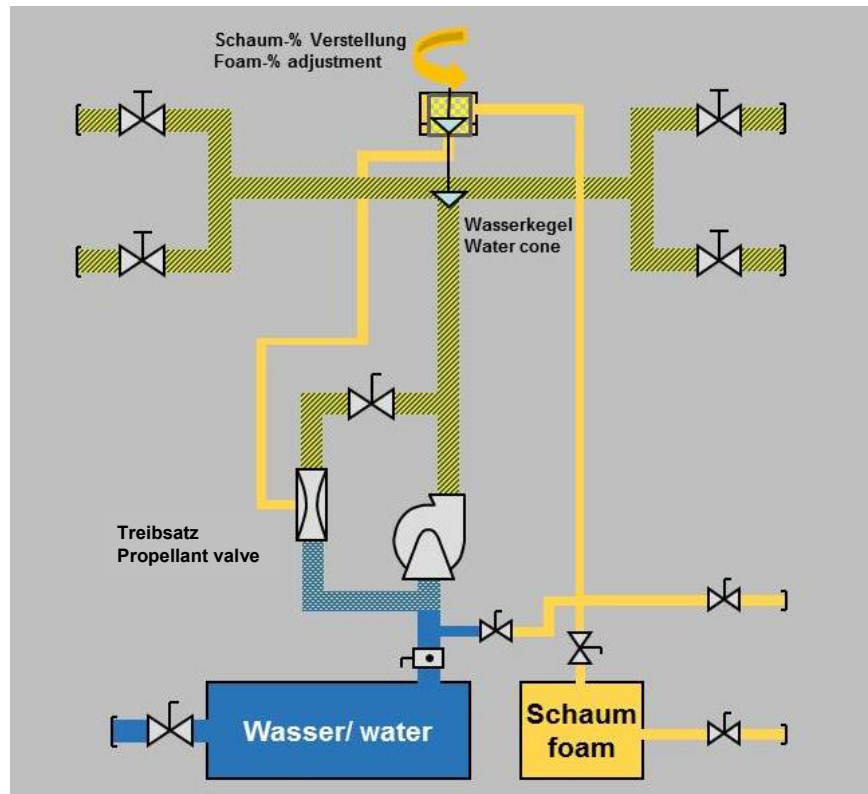 Schaum-% Verstellung
Foam-% adjustment
Wasserkegel
Water cone
Treibsatz
Propellant valve
Wasser/ water
Schaum
foam